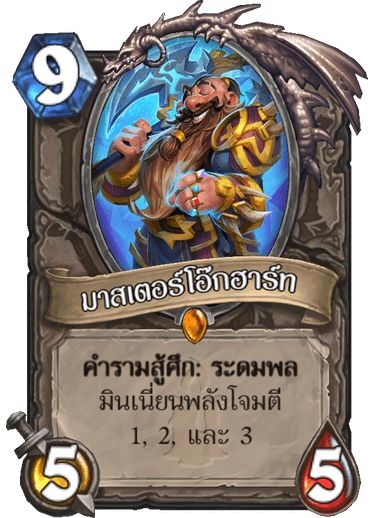 9
มาสเตอร์โอ๊กฮาร์ท
คำรามสู้ศึก: ระดมพล
มินเนี่ยนพลังโจมตี
1, 2, และ 3
5
5